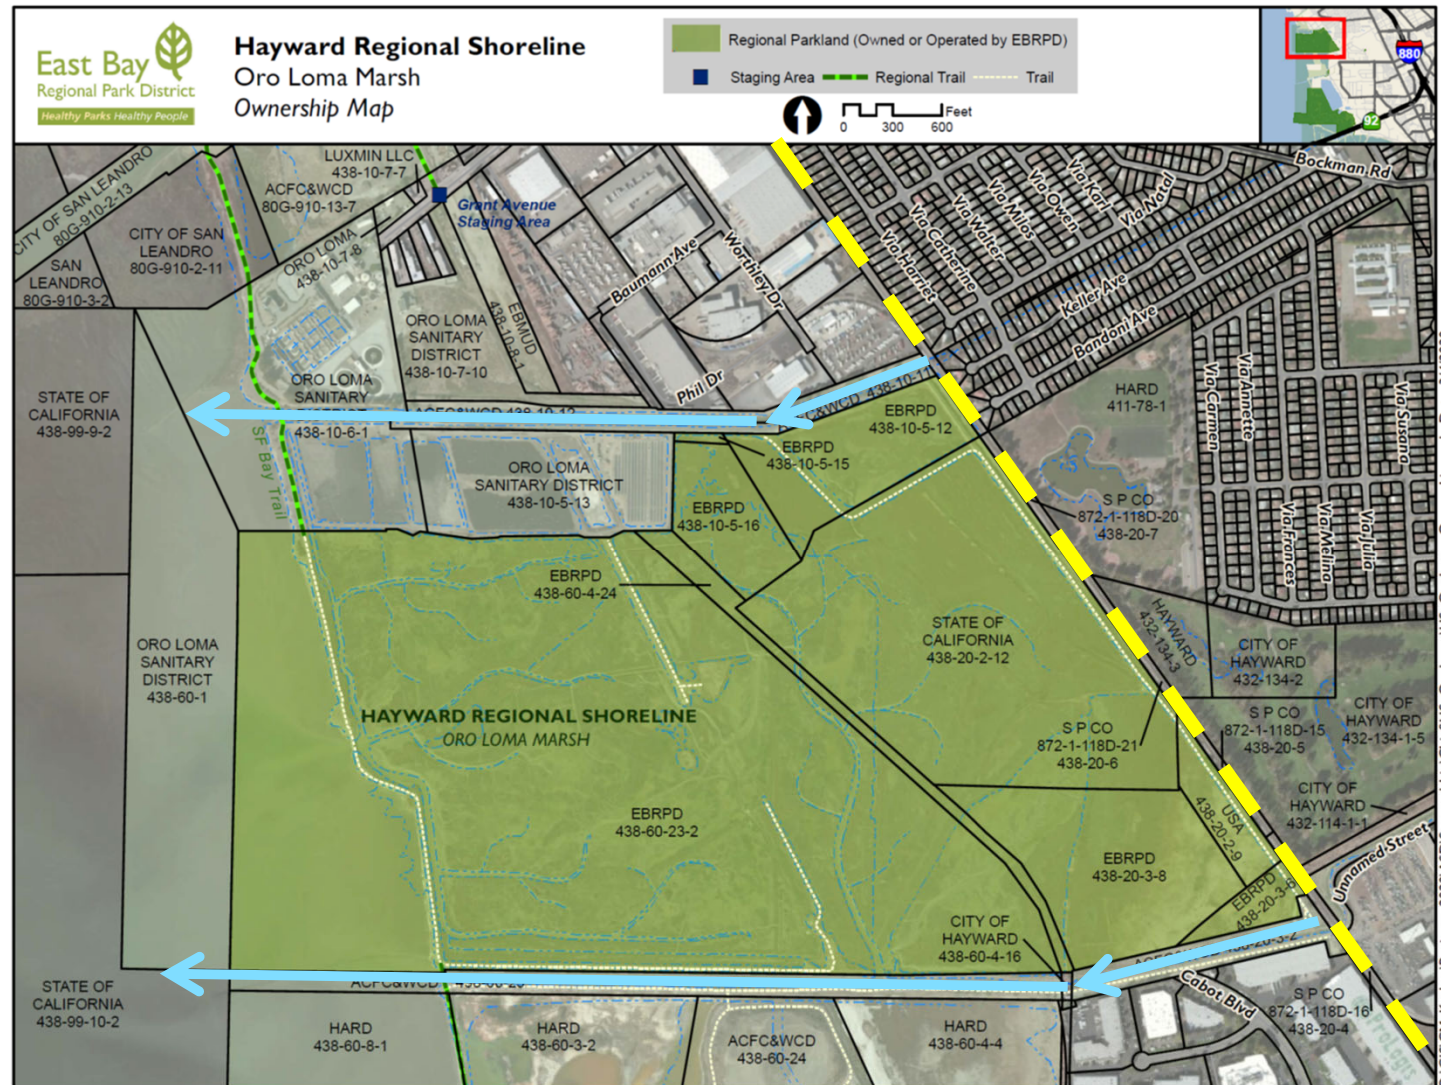 East Bay
Regional Park District
Healthy Parks Healthy People
Hayward Regional Shoreline
Oro Loma Marsh
Ownership Map
Regional Parkland (Owned or Operated by EBRPD)
Staging Area
Regional Trail
Trail
Feet
0 300 600
880
92
CITY OF SAN LEANDRO
80G-910-2-13
CITY OF SAN
LEANDRO
80G-910-2-11
SAN
LEANDRO
80G-910-3-2
LUXMIN LLC
438-10-7-7
ACFC&WCD
80G-910-13-7
Grant Avenue
Staging Area
ORO LOMA
438-10-7-8
ORO LOMA
SANITARY
DISTRICT
438-10-7-10
EBMUD
438-10-8-1
Baumann Ave
Worthley Dr
Phil Dr
Via Harriet
Via Catherine
Via Walter
Via Milos
Via Owen
Via Karl
Via Natal
Bockman Rd
Keller Ave
Bandoni Ave
Via Carmen
Via Annette
Via Susana
Via Frances
Via Melina
Via Julia
STATE OF
CALIFORNIA
438-99-9-2
ORO LOMA
SANITARY
438-10-6-1
SF Bay Trail
ACFC&WCD 438-10-12
438-10-11
ORO LOMA
SANITARY DISTRICT
438-10-5-13
EBRPD
438-10-5-12
EBRPD
438-10-5-15
EBRPD
438-10-5-16
HARD
411-78-1
S P CO
872-1-118D-20
438-20-7
EBRPD
438-60-4-24
STATE OF
CALIFORNIA
438-20-2-12
HAYWARD
432-134-3
CITY OF
HAYWARD
432-134-2
ORO LOMA
SANITARY
DISTRICT
438-60-1
HAYWARD REGIONAL SHORELINE
ORO LOMA MARSH
S P CO
872-1-118D-21
438-20-6
S P CO
872-1-118D-15
438-20-5
CITY OF
HAYWARD
432-134-1-5
CITY OF
HAYWARD
432-114-1-1
EBRPD
438-60-23-2
USA
438-20-2-9
EBRPD
438-20-3-8
EBRPD
438-20-3-6
Unnamed Street
CITY OF
HAYWARD
438-60-4-16
438-20-3-2
Cabot Blvd
STATE OF
CALIFORNIA
438-99-10-2
ACFC&WCD
HARD
438-60-8-1
HARD
438-60-3-2
ACFC&WCD
438-60-24
HARD
438-60-4-4
S P CO
872-1-118D-16
438-20-4